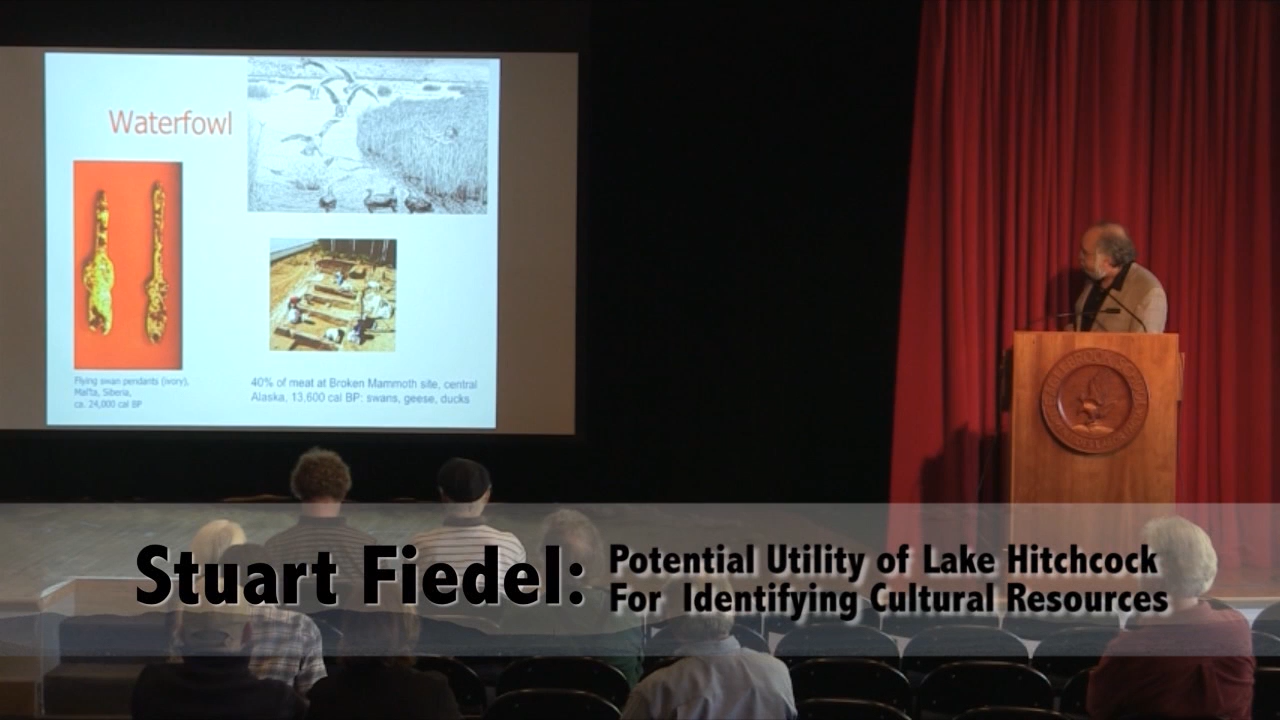 Waterfowl
Flying swan pendants (ivory),
Mal'ta, Siberia,
ca. 24,000 cal BP
40% of meat at Broken Mammoth site, central
Alaska, 13,600 cal BP: swans, geese, ducks
Stuart Fiedel:
Potential Utility of Lake Hitchcock
For Identifying Cultural Resources